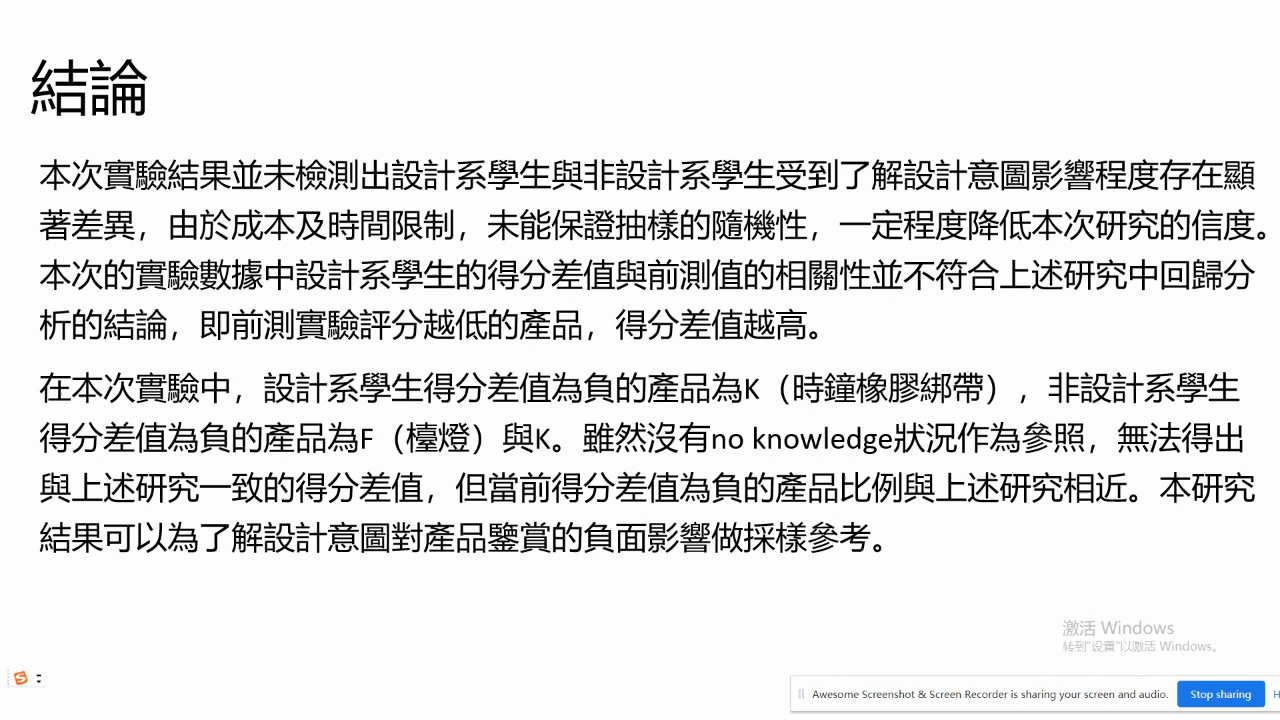 結論
本次實驗結果並未檢測出設計系學生與非設計系學生受到了解設計意圖影響程度存在顯
著差異，由於成本及時間限制，未能保證抽樣的隨機性，一定程度降低本次研究的信度。
本次的實驗數據中設計系學生的得分差值與前測值的相關性並不符合上述研究中回歸分
析的結論，即前測實驗評分越低的產品，得分差值越高。
在本次實驗中，設計系學生得分差值為負的產品為K（時鐘橡膠綁帶），非設計系學生
得分差值為負的產品為F（檯燈）與K。雖然沒有no knowledge狀況作為參照，無法得出
與上述研究一致的得分差值，但當前得分差值為負的產品比例與上述研究相近。本研究
結果可以為了解設計意圖對產品鑒賞的負面影響做採樣參考。
激活 Windows
转到"设置"以激活 Windows。
Awesome Screenshot & Screen Recorder is sharing your screen and audio.
Stop sharing
H